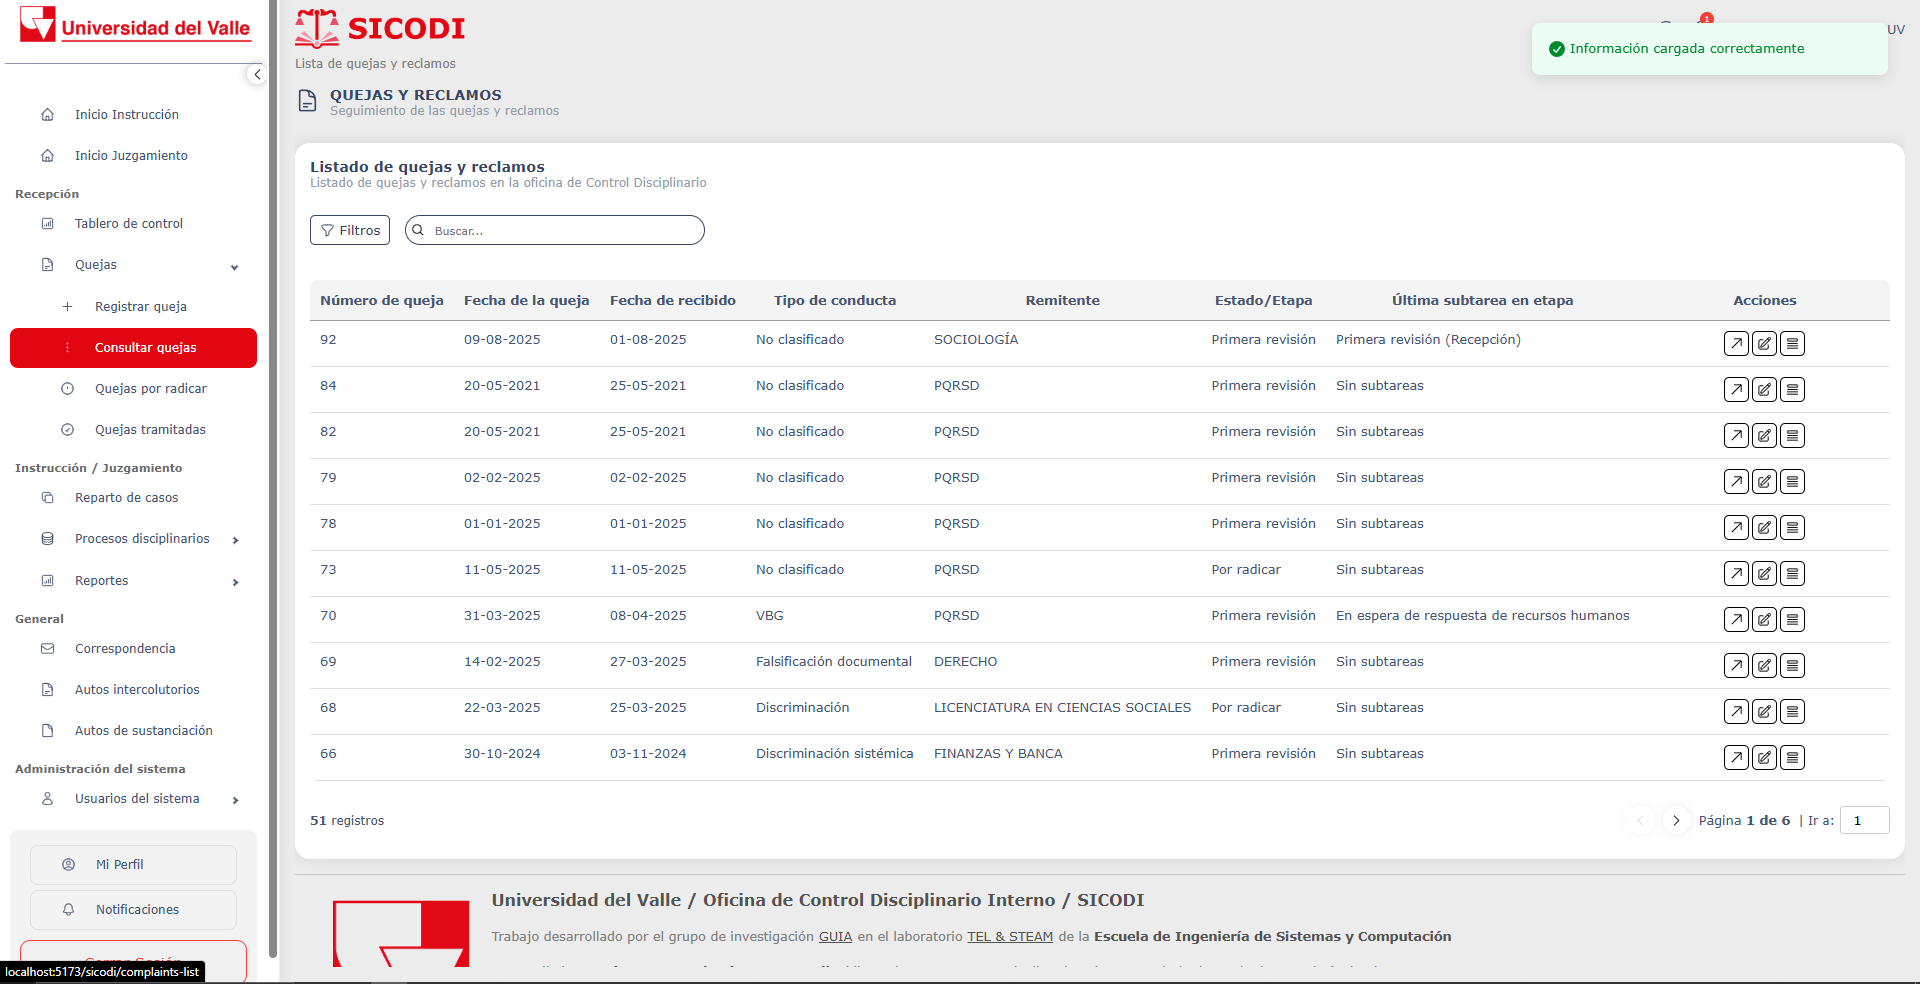 Universidad del Valle
Inicio Instrucción
Inicio Juzgamiento
Recepción
Tablero de control
Quejas
Registrar queja
Consultar quejas
Quejas por radicar
Quejas tramitadas
Instrucción / Juzgamiento
Reparto de casos
Procesos disciplinarios
Reportes
General
Correspondencia
Autos intercolutorios
Autos de sustanciación
Administración del sistema
Usuarios del sistema
Mi Perfil
Notificaciones
localhost:5173/sicodi/complaints-list
SICODI
Lista de quejas y reclamos
1
UV
Información cargada correctamente
QUEJAS Y RECLAMOS
Seguimiento de las quejas y reclamos
Listado de quejas y reclamos
Listado de quejas y reclamos en la oficina de Control Disciplinario
Filtros Buscar...
Número de queja Fecha de la queja Fecha de recibido Tipo de conducta Remitente Estado/Etapa Última subtarea en etapa Acciones
92 09-08-2025 01-08-2025 No clasificado SOCIOLOGÍA Primera revisión Primera revisión (Recepción)
84 20-05-2021 25-05-2021 No clasificado PQRSD Primera revisión Sin subtareas
82 20-05-2021 25-05-2021 No clasificado PQRSD Primera revisión Sin subtareas
79 02-02-2025 02-02-2025 No clasificado PQRSD Primera revisión Sin subtareas
78 01-01-2025 01-01-2025 No clasificado PQRSD Primera revisión Sin subtareas
73 11-05-2025 11-05-2025 No clasificado PQRSD Por radicar Sin subtareas
70 31-03-2025 08-04-2025 VBG PQRSD Primera revisión En espera de respuesta de recursos humanos
69 14-02-2025 27-03-2025 Falsificación documental DERECHO Primera revisión Sin subtareas
68 22-03-2025 25-03-2025 Discriminación LICENCIATURA EN CIENCIAS SOCIALES Por radicar Sin subtareas
66 30-10-2024 03-11-2024 Discriminación sistémica FINANZAS Y BANCA Primera revisión Sin subtareas
51 registros
Página 1 de 6 | Ir a: 1
Universidad del Valle / Oficina de Control Disciplinario Interno / SICODI
Trabajo desarrollado por el grupo de investigación GUIA en el laboratorio TEL & STEAM de la Escuela de Ingeniería de Sistemas y Computación